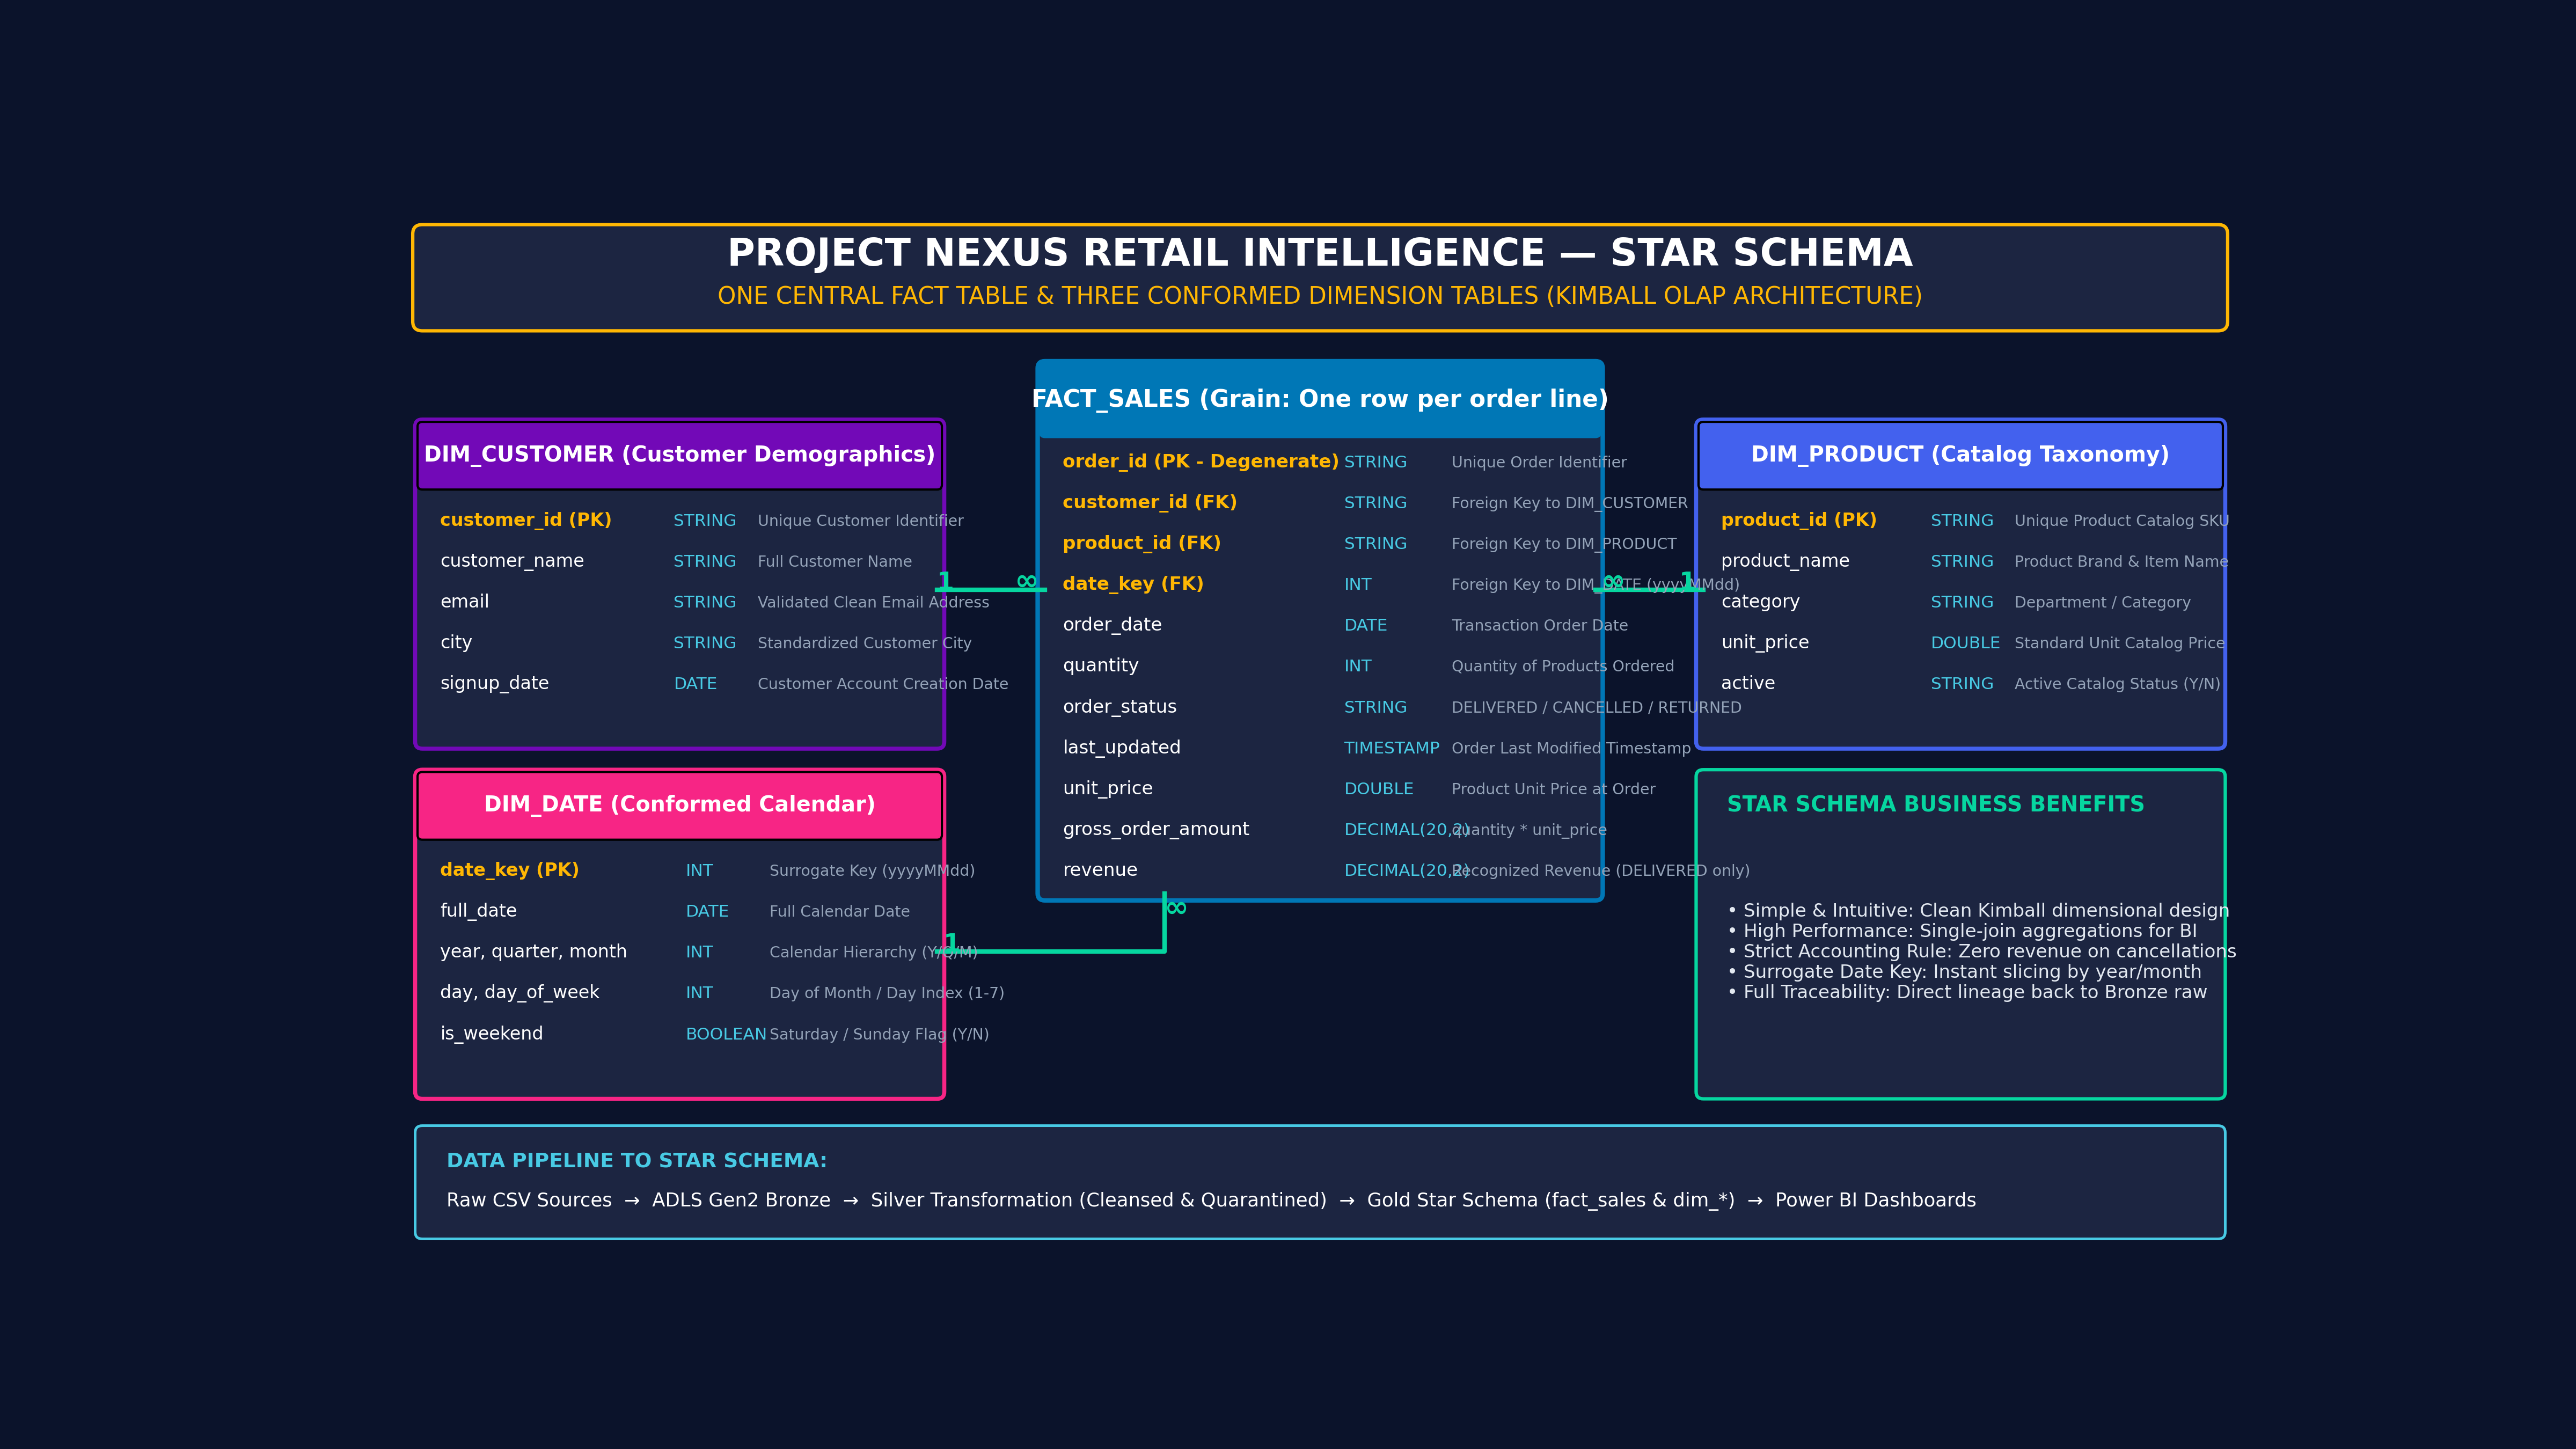 PROJECT NEXUS RETAIL INTELLIGENCE — STAR SCHEMA
ONE CENTRAL FACT TABLE & THREE CONFORMED DIMENSION TABLES (KIMBALL OLAP ARCHITECTURE)
DIM_CUSTOMER (Customer Demographics)
customer_id (PK) STRING Unique Customer Identifier
customer_name STRING Full Customer Name
email STRING Validated Clean Email Address
city STRING Standardized Customer City
signup_date DATE Customer Account Creation Date
1 ∞
FACT_SALES (Grain: One row per order line)
order_id (PK - Degenerate) STRING Unique Order Identifier
customer_id (FK) STRING Foreign Key to DIM_CUSTOMER
product_id (FK) STRING Foreign Key to DIM_PRODUCT
date_key (FK) INT Foreign Key to DIM_DATE (yyyyMMdd)
order_date DATE Transaction Order Date
quantity INT Quantity of Products Ordered
order_status STRING DELIVERED / CANCELLED / RETURNED
last_updated TIMESTAMP Order Last Modified Timestamp
unit_price DOUBLE Product Unit Price at Order
gross_order_amount DECIMAL(20,2) quantity * unit_price
revenue DECIMAL(20,2) Recognized Revenue (DELIVERED only)
∞ 1
DIM_PRODUCT (Catalog Taxonomy)
product_id (PK) STRING Unique Product Catalog SKU
product_name STRING Product Brand & Item Name
category STRING Department / Category
unit_price DOUBLE Standard Unit Catalog Price
active STRING Active Catalog Status (Y/N)
DIM_DATE (Conformed Calendar)
date_key (PK) INT Surrogate Key (yyyyMMdd)
full_date DATE Full Calendar Date
year, quarter, month INT Calendar Hierarchy (Y/Q/M)
day, day_of_week INT Day of Month / Day Index (1-7)
is_weekend BOOLEAN Saturday / Sunday Flag (Y/N)
1 ∞
STAR SCHEMA BUSINESS BENEFITS
• Simple & Intuitive: Clean Kimball dimensional design
• High Performance: Single-join aggregations for BI
• Strict Accounting Rule: Zero revenue on cancellations
• Surrogate Date Key: Instant slicing by year/month
• Full Traceability: Direct lineage back to Bronze raw
DATA PIPELINE TO STAR SCHEMA:
Raw CSV Sources → ADLS Gen2 Bronze → Silver Transformation (Cleansed & Quarantined) → Gold Star Schema (fact_sales & dim_*) → Power BI Dashboards